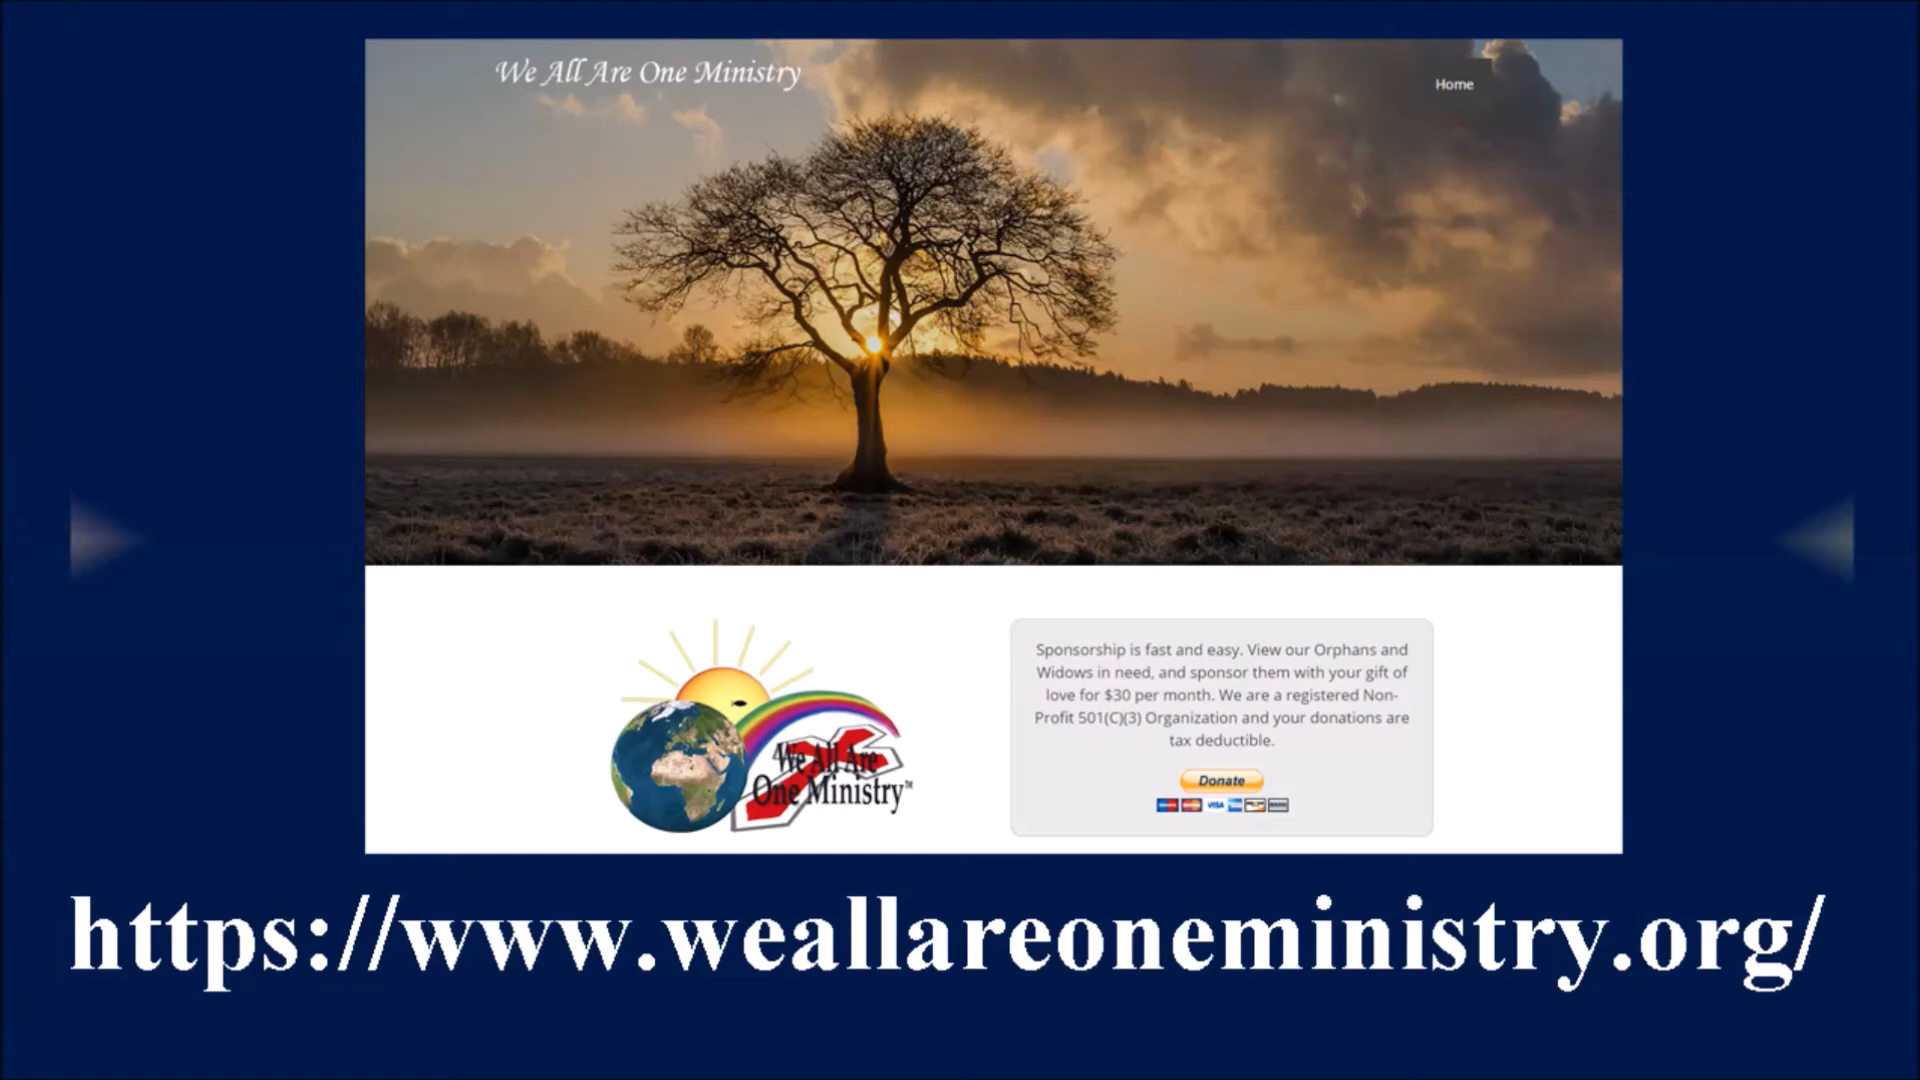 We All Are One Ministry
Home
Sponsorship is fast and easy. View our Orphans and
Widows in need, and sponsor them with your gift of
love for $30 per month. We are a registered Non-
Profit 501(C)(3) Organization and your donations are
tax deductible.
We All Are
One Ministry™
Donate
VISA
https://www.weallareoneministry.org/